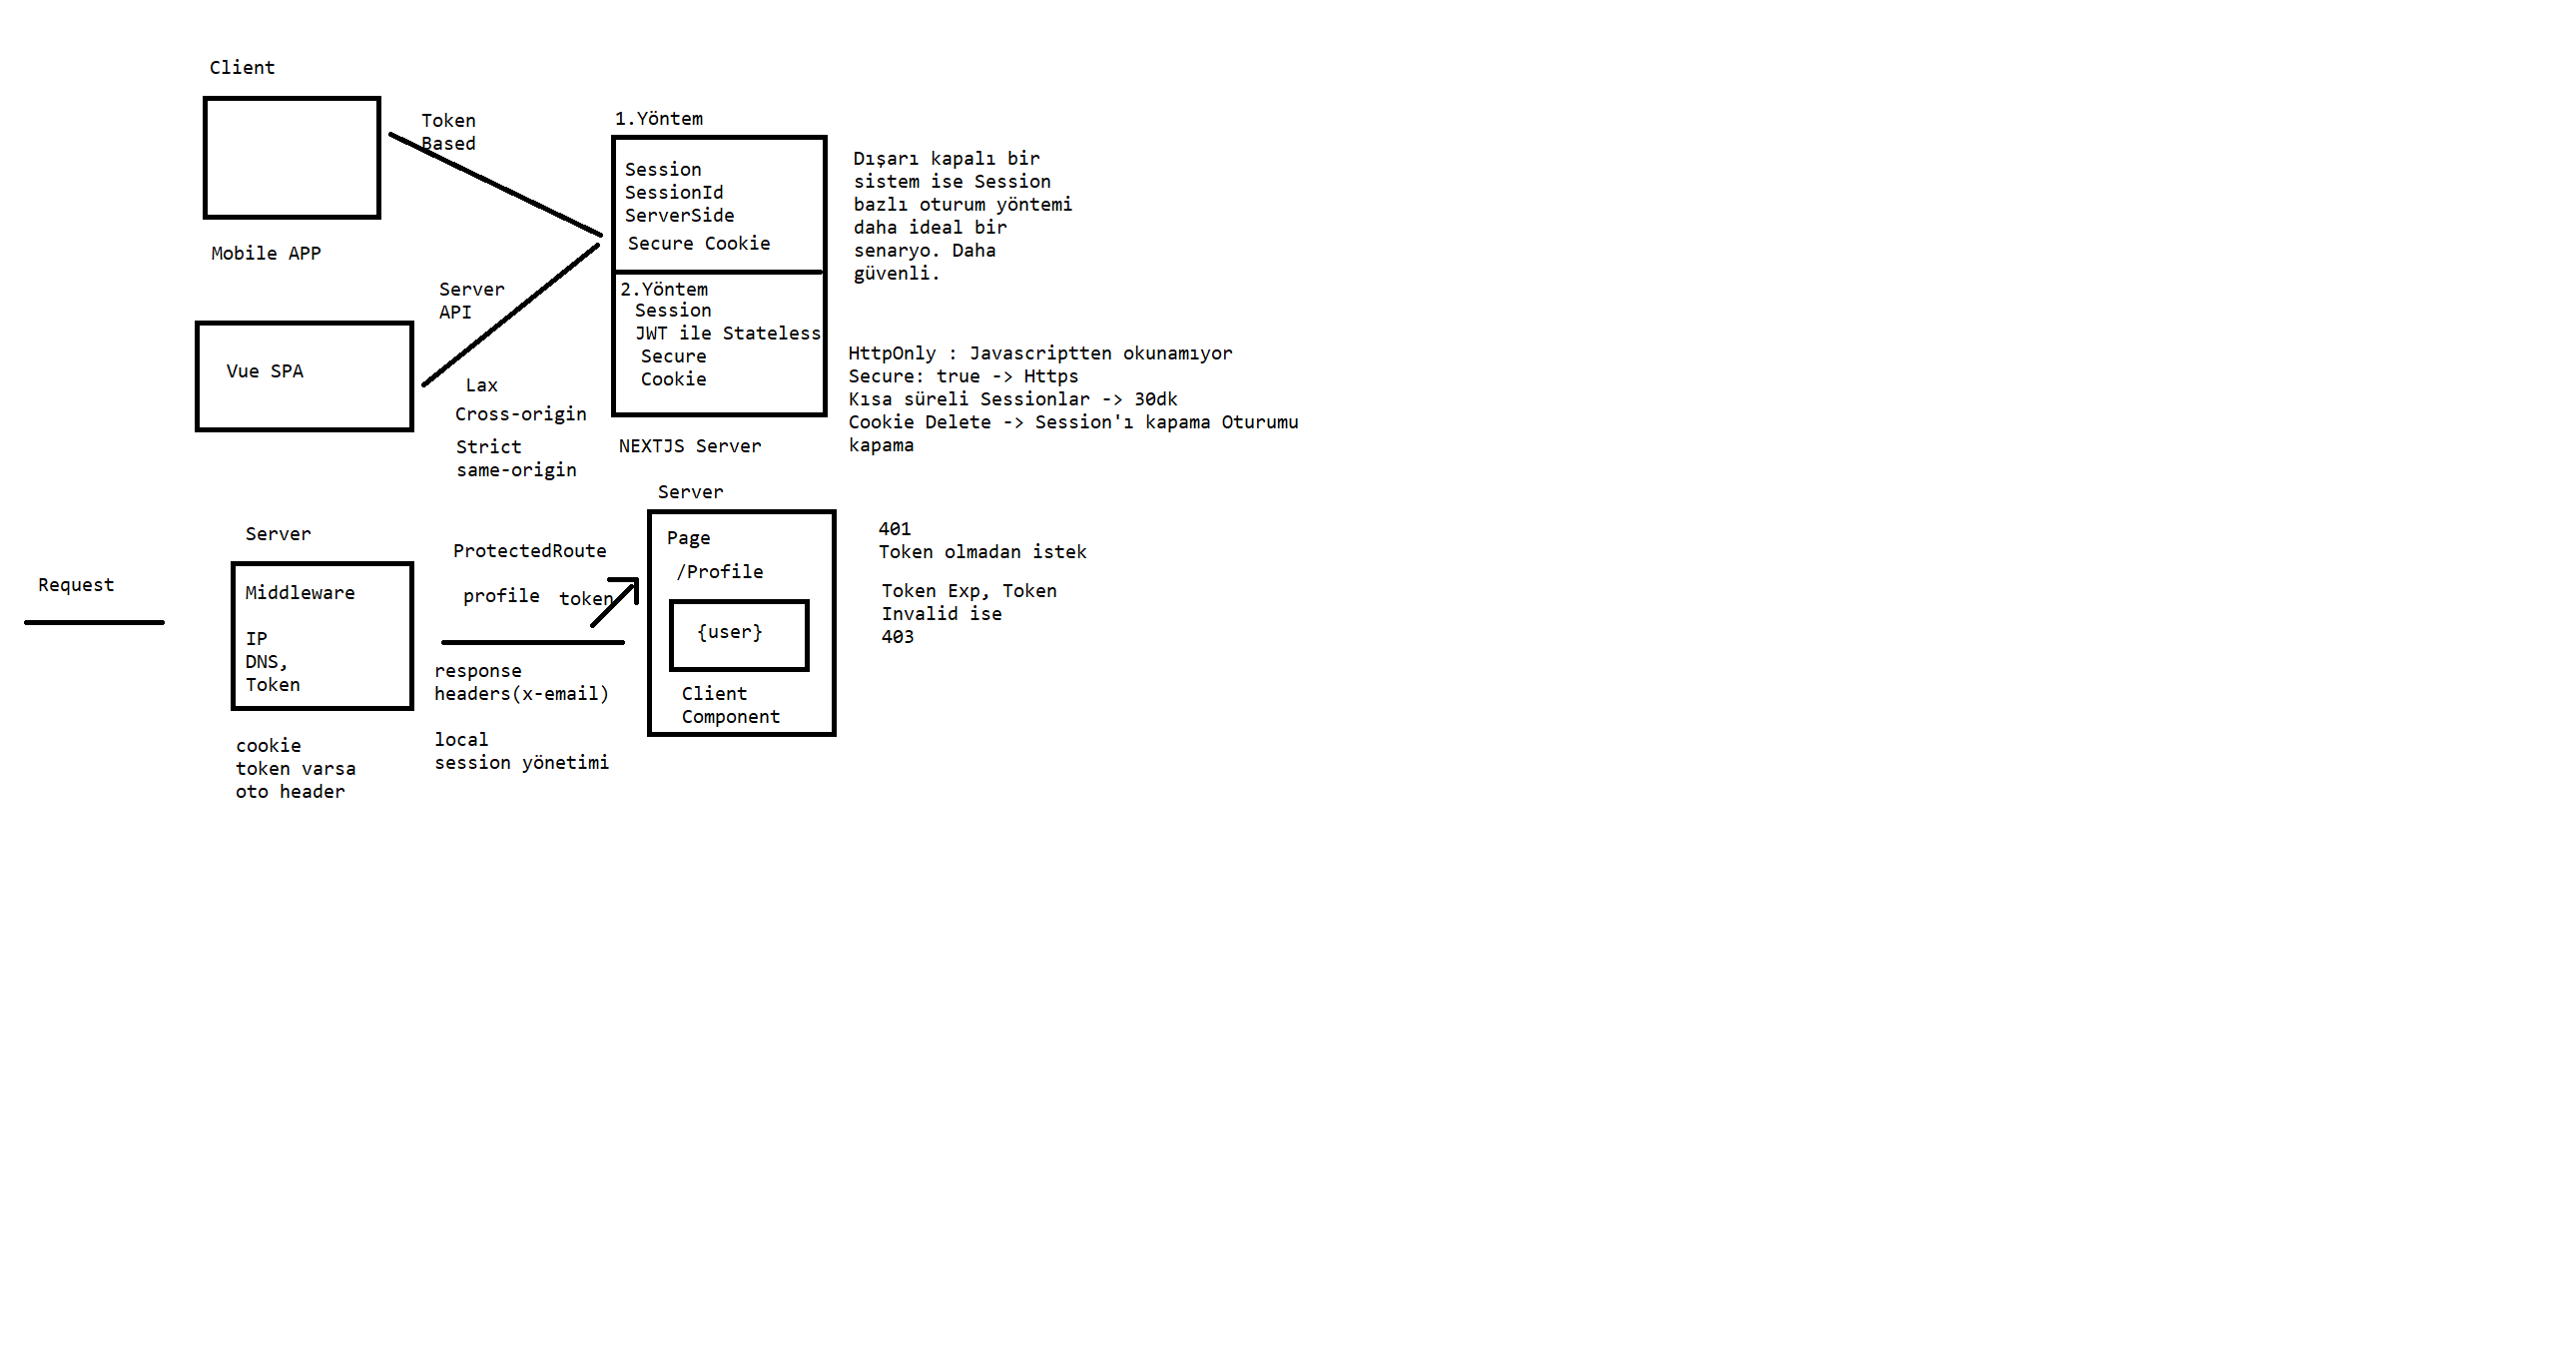 Client
Token
Based
1.Yöntem
Session
SessionId
ServerSide
Secure Cookie
Dışarı kapalı bir
sistem ise Session
bazlı oturum yöntemi
daha ideal bir
senaryo. Daha
güvenli.
Mobile APP
Server
API
2.Yöntem
Session
JWT ile Stateless
Secure
Cookie
Vue SPA
Lax
Cross-origin
Strict
same-origin
NEXTJS Server
HttpOnly : Javascriptten okunamıyor
Secure: true -> Https
Kısa süreli Sessionlar -> 30dk
Cookie Delete -> Session'ı kapama Oturumu
kapama
Request
Server
Middleware
IP
DNS,
Token
cookie
token varsa
oto header
ProtectedRoute
profile token
response
headers(x-email)
local
session yönetimi
Server
Page
/Profile
{user}
Client
Component
401
Token olmadan istek
Token Exp, Token
Invalid ise
403